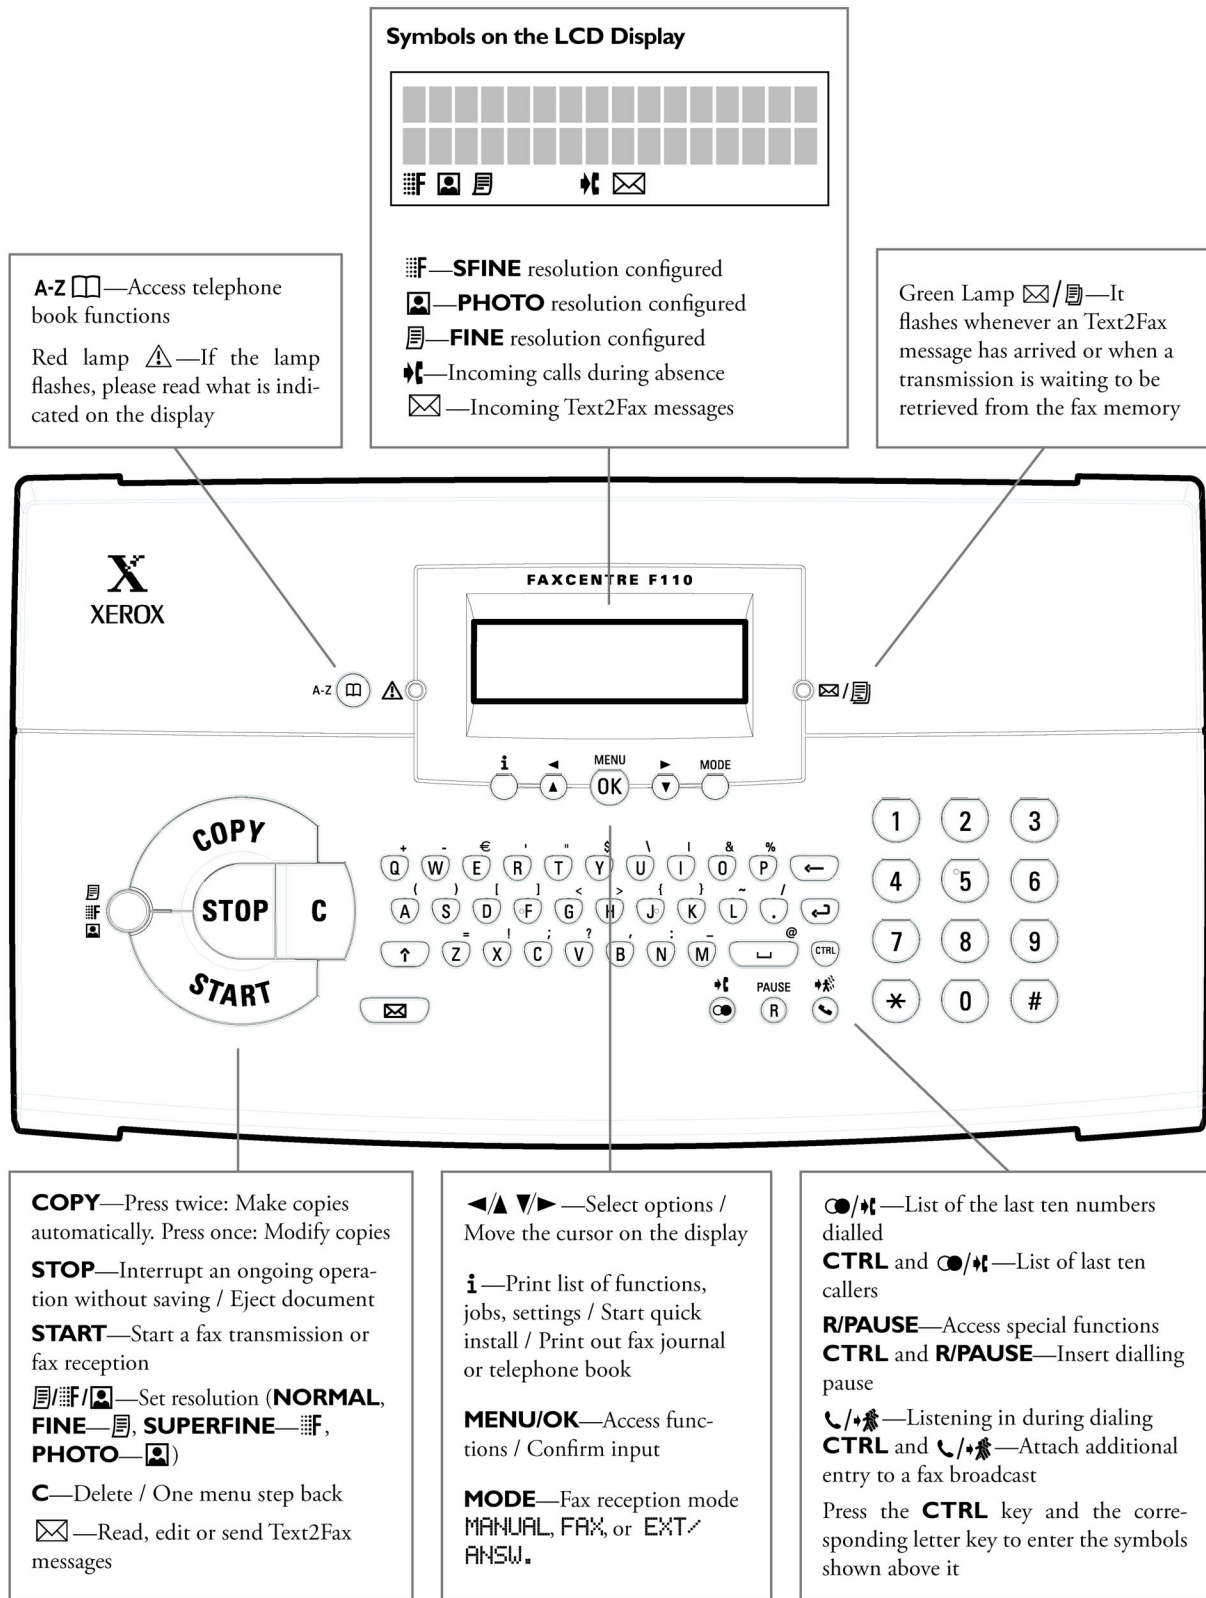 Symbols on the LCD Display
F
F—SFINE resolution configured
—PHOTO resolution configured
—FINE resolution configured
—Incoming calls during absence
—Incoming Text2Fax messages
A-Z —Access telephone
book functions
Red lamp —If the lamp
flashes, please read what is indi-
cated on the display
Green Lamp / —It
flashes whenever an Text2Fax
message has arrived or when a
transmission is waiting to be
retrieved from the fax memory
X
XEROX
FAXCENTRE F110
A-Z
/
i ◄ MENU ► MODE
▲ OK ▼
COPY
STOP C
START
F
+ - € ' " $ \ | & %
Q W E R T Y U I O P ←
( ) [ ] < > { } ~ /
A S D F G H J K L . ↵
= ! ; ? , : _ @
↑ Z X C V B N M ⌴ CTRL
PAUSE
R
1 2 3
4 5 6
7 8 9
* 0 #
COPY—Press twice: Make copies
automatically. Press once: Modify copies
STOP—Interrupt an ongoing opera-
tion without saving / Eject document
START—Start a fax transmission or
fax reception
/F/—Set resolution (NORMAL,
FINE—, SUPERFINE—F,
PHOTO—)
C—Delete / One menu step back
—Read, edit or send Text2Fax
messages
◄/▲ ▼/► —Select options /
Move the cursor on the display
i—Print list of functions,
jobs, settings / Start quick
install / Print out fax journal
or telephone book
MENU/OK—Access func-
tions / Confirm input
MODE—Fax reception mode
MANUAL, FAX, or EXT/
ANSW.
/—List of the last ten numbers
dialled
CTRL and /—List of last ten
callers
R/PAUSE—Access special functions
CTRL and R/PAUSE—Insert dialling
pause
/—Listening in during dialing
CTRL and /—Attach additional
entry to a fax broadcast
Press the CTRL key and the corre-
sponding letter key to enter the symbols
shown above it